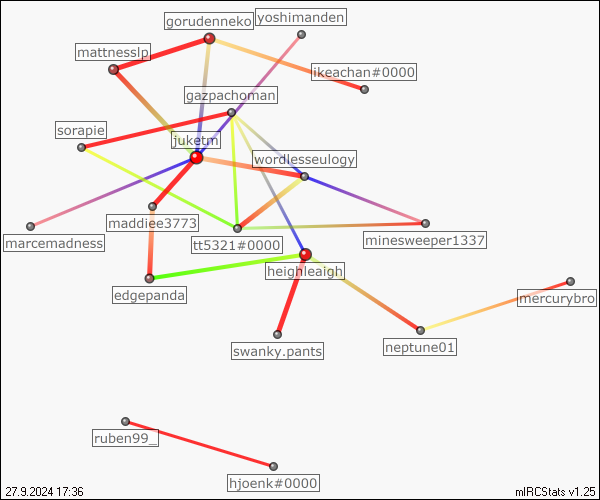 yoshimanden
gorudenneko
mattnesslp
ikeachan#0000
gazpachoman
sorapie
juketm
wordlesseulogy
maddiee3773
marcemadness
tt5321#0000
minesweeper1337
heighleaigh
edgepanda
mercurybro
swanky.pants
neptune01
ruben99_
hjoenk#0000
27.9.2024 17:36
mIRCStats v1.25